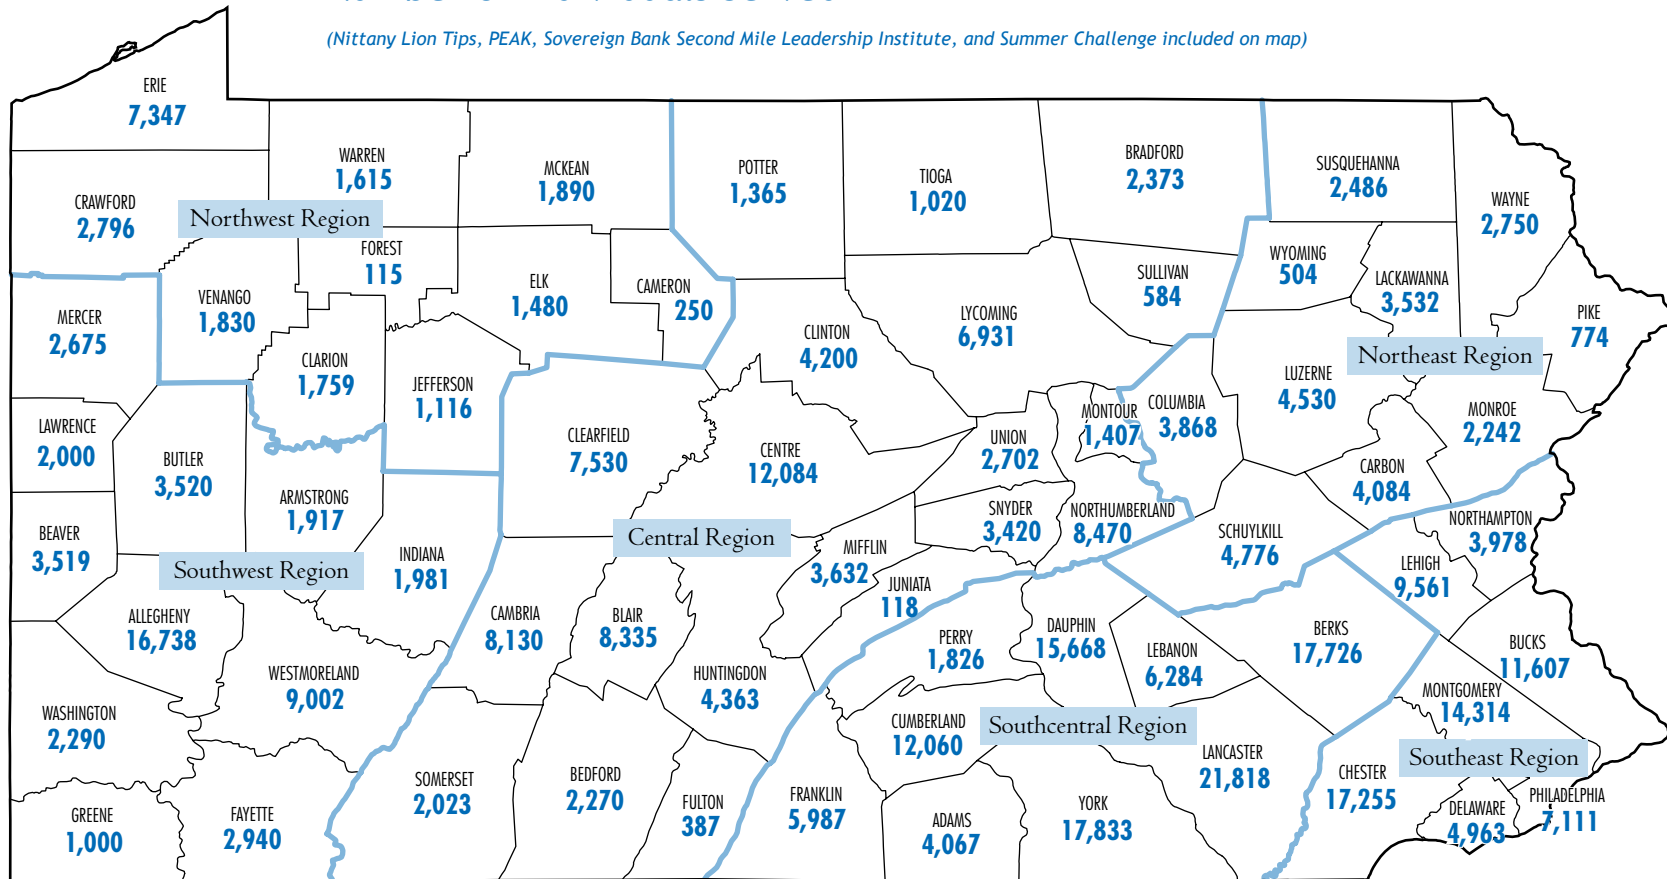 (Nittany Lion Tips, PEAK, Sovereign Bank Second Mile Leadership Institute, and Summer Challenge included on map)
ERIE
7,347
WARREN
1,615
MCKEAN
1,890
POTTER
1,365
TIOGA
1,020
BRADFORD
2,373
SUSQUEHANNA
2,486
WAYNE
2,750
CRAWFORD
2,796
Northwest Region
FOREST
115
ELK
1,480
CAMERON
250
SULLIVAN
584
WYOMING
504
LACKAWANNA
3,532
PIKE
774
MERCER
2,675
VENANGO
1,830
CLARION
1,759
JEFFERSON
1,116
CLINTON
4,200
LYCOMING
6,931
Northeast Region
LUZERNE
4,530
MONROE
2,242
LAWRENCE
2,000
BUTLER
3,520
ARMSTRONG
1,917
CLEARFIELD
7,530
CENTRE
12,084
UNION
2,702
MONTOUR
1,407
COLUMBIA
3,868
CARBON
4,084
BEAVER
3,519
Southwest Region
INDIANA
1,981
Central Region
MIFFLIN
3,632
SNYDER
3,420
NORTHUMBERLAND
8,470
SCHUYLKILL
4,776
NORTHAMPTON
3,978
LEHIGH
9,561
ALLEGHENY
16,738
CAMBRIA
8,130
BLAIR
8,335
JUNIATA
118
PERRY
1,826
DAUPHIN
15,668
LEBANON
6,284
BERKS
17,726
BUCKS
11,607
WESTMORELAND
9,002
HUNTINGDON
4,363
MONTGOMERY
14,314
WASHINGTON
2,290
CUMBERLAND
12,060
Southcentral Region
LANCASTER
21,818
Southeast Region
CHESTER
17,255
GREENE
1,000
FAYETTE
2,940
SOMERSET
2,023
BEDFORD
2,270
FULTON
387
FRANKLIN
5,987
ADAMS
4,067
YORK
17,833
DELAWARE
4,963
PHILADELPHIA
7,111